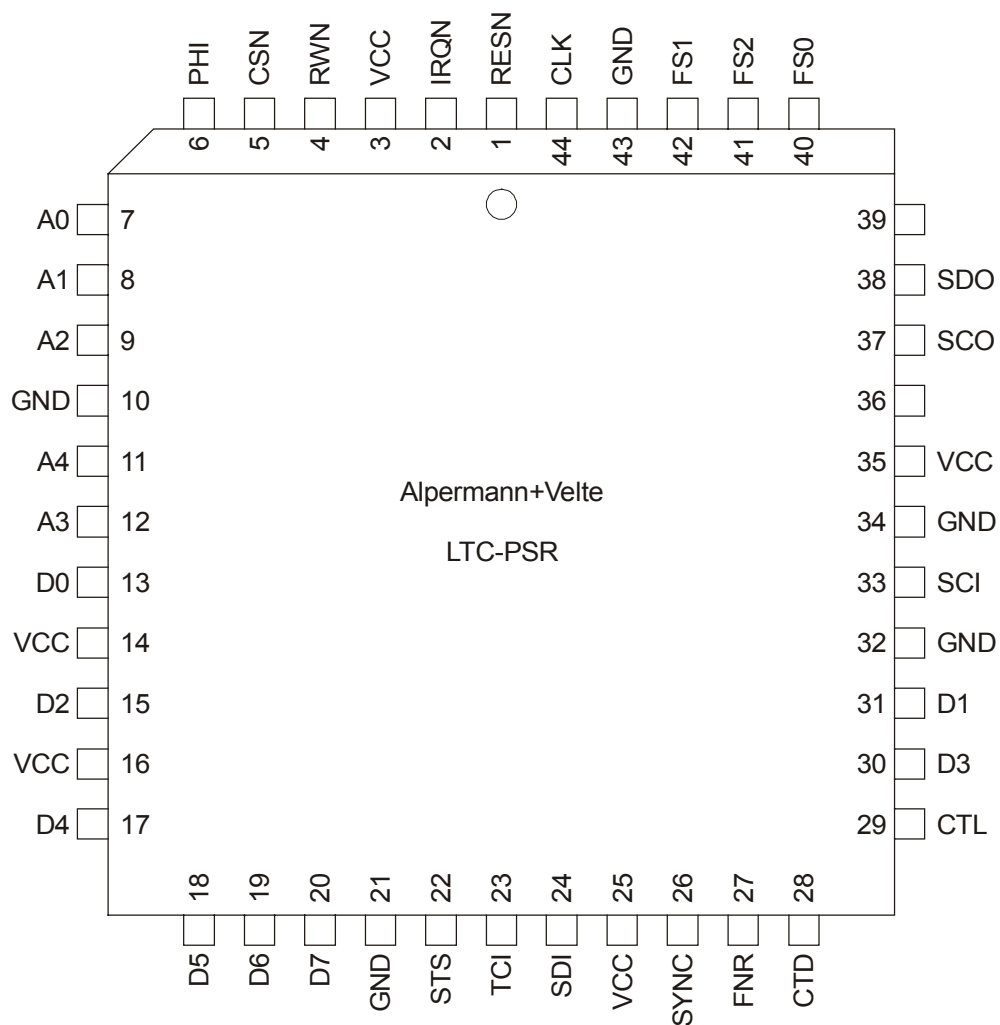 PHI CSN RWN VCC IRQN RESN CLK GND FS1 FS2 FS0
6 5 4 3 2 1 44 43 42 41 40
A0 7 39
A1 8 38 SDO
A2 9 37 SCO
GND 10 36
A4 11 35 VCC
Alpermann+Velte
A3 12 34 GND
LTC-PSR
D0 13 33 SCI
VCC 14 32 GND
D2 15 31 D1
VCC 16 30 D3
D4 17 29 CTL
18 19 20 21 22 23 24 25 26 27 28
D5 D6 D7 GND STS TCI SDI VCC SYNC FNR CTD